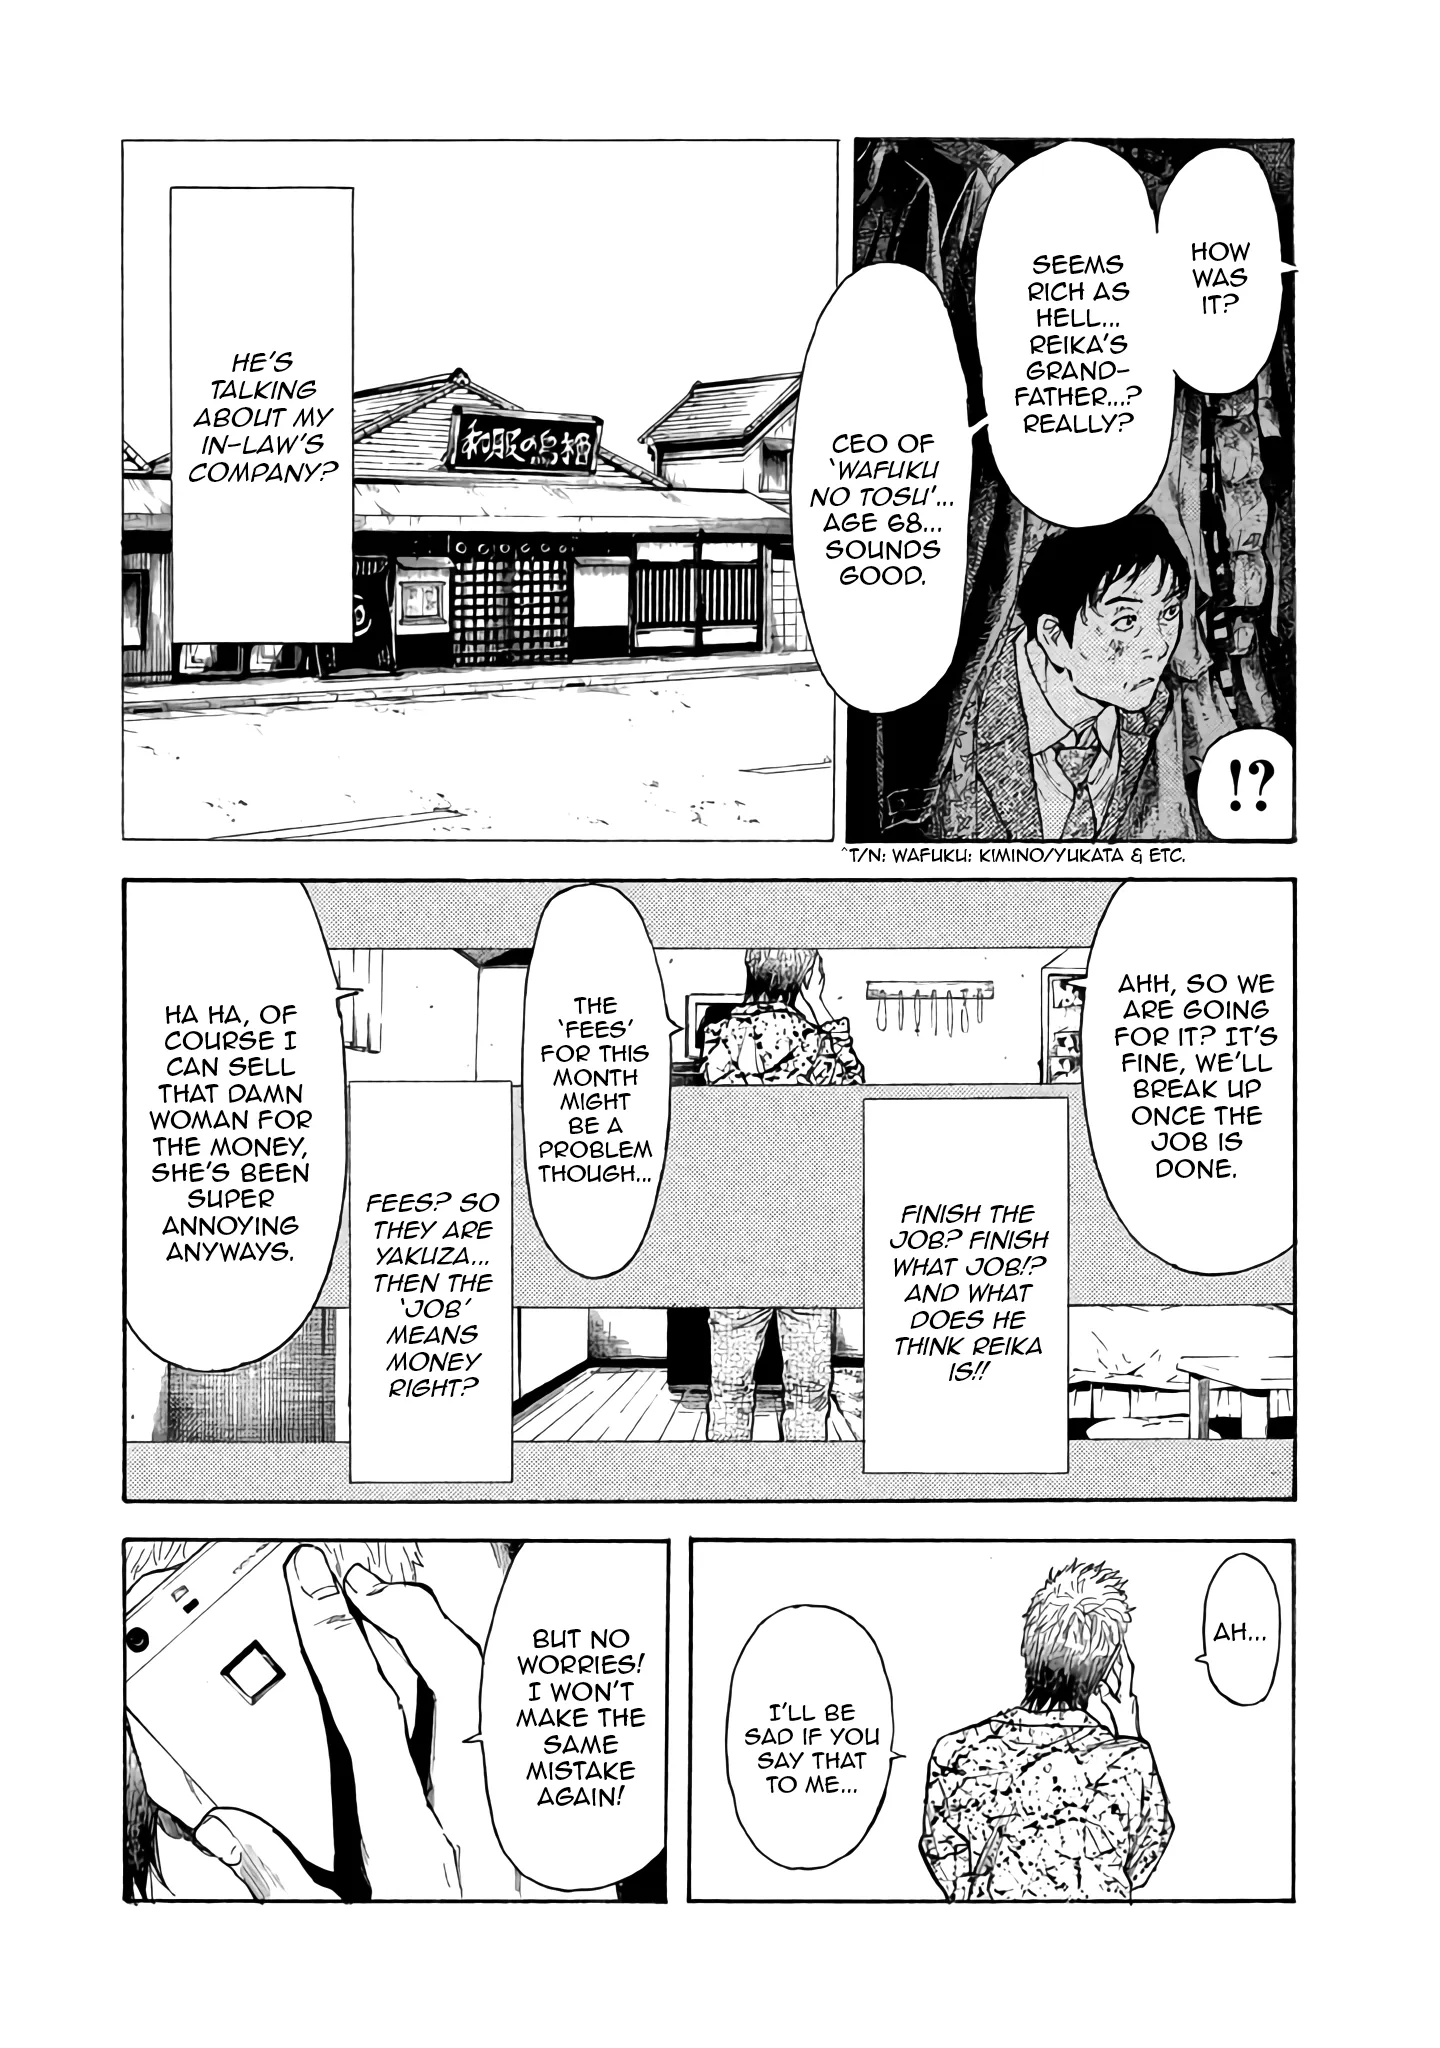 HOW
WAS
IT?
SEEMS
RICH AS
HELL...
REIKA'S
GRAND-
FATHER...?
REALLY?
CEO OF
'WAFUKU
NO TOSU'...
AGE 68...
SOUNDS
GOOD.
!?
^T/N: WAFUKU: KIMINO/YUKATA & ETC.
和服の鳥栖
HE'S
TALKING
ABOUT MY
IN-LAW'S
COMPANY?
AHH, SO WE
ARE GOING
FOR IT? IT'S
FINE, WE'LL
BREAK UP
ONCE THE
JOB IS
DONE.
FINISH THE
JOB? FINISH
WHAT JOB!?
AND WHAT
DOES HE
THINK REIKA
IS!!
THE
'FEES'
FOR THIS
MONTH
MIGHT
BE A
PROBLEM
THOUGH...
FEES? SO
THEY ARE
YAKUZA...
THEN THE
'JOB'
MEANS
MONEY
RIGHT?
HA HA, OF
COURSE I
CAN SELL
THAT DAMN
WOMAN FOR
THE MONEY,
SHE'S BEEN
SUPER
ANNOYING
ANYWAYS.
AH...
I'LL BE
SAD IF YOU
SAY THAT
TO ME...
BUT NO
WORRIES!
I WON'T
MAKE THE
SAME
MISTAKE
AGAIN!